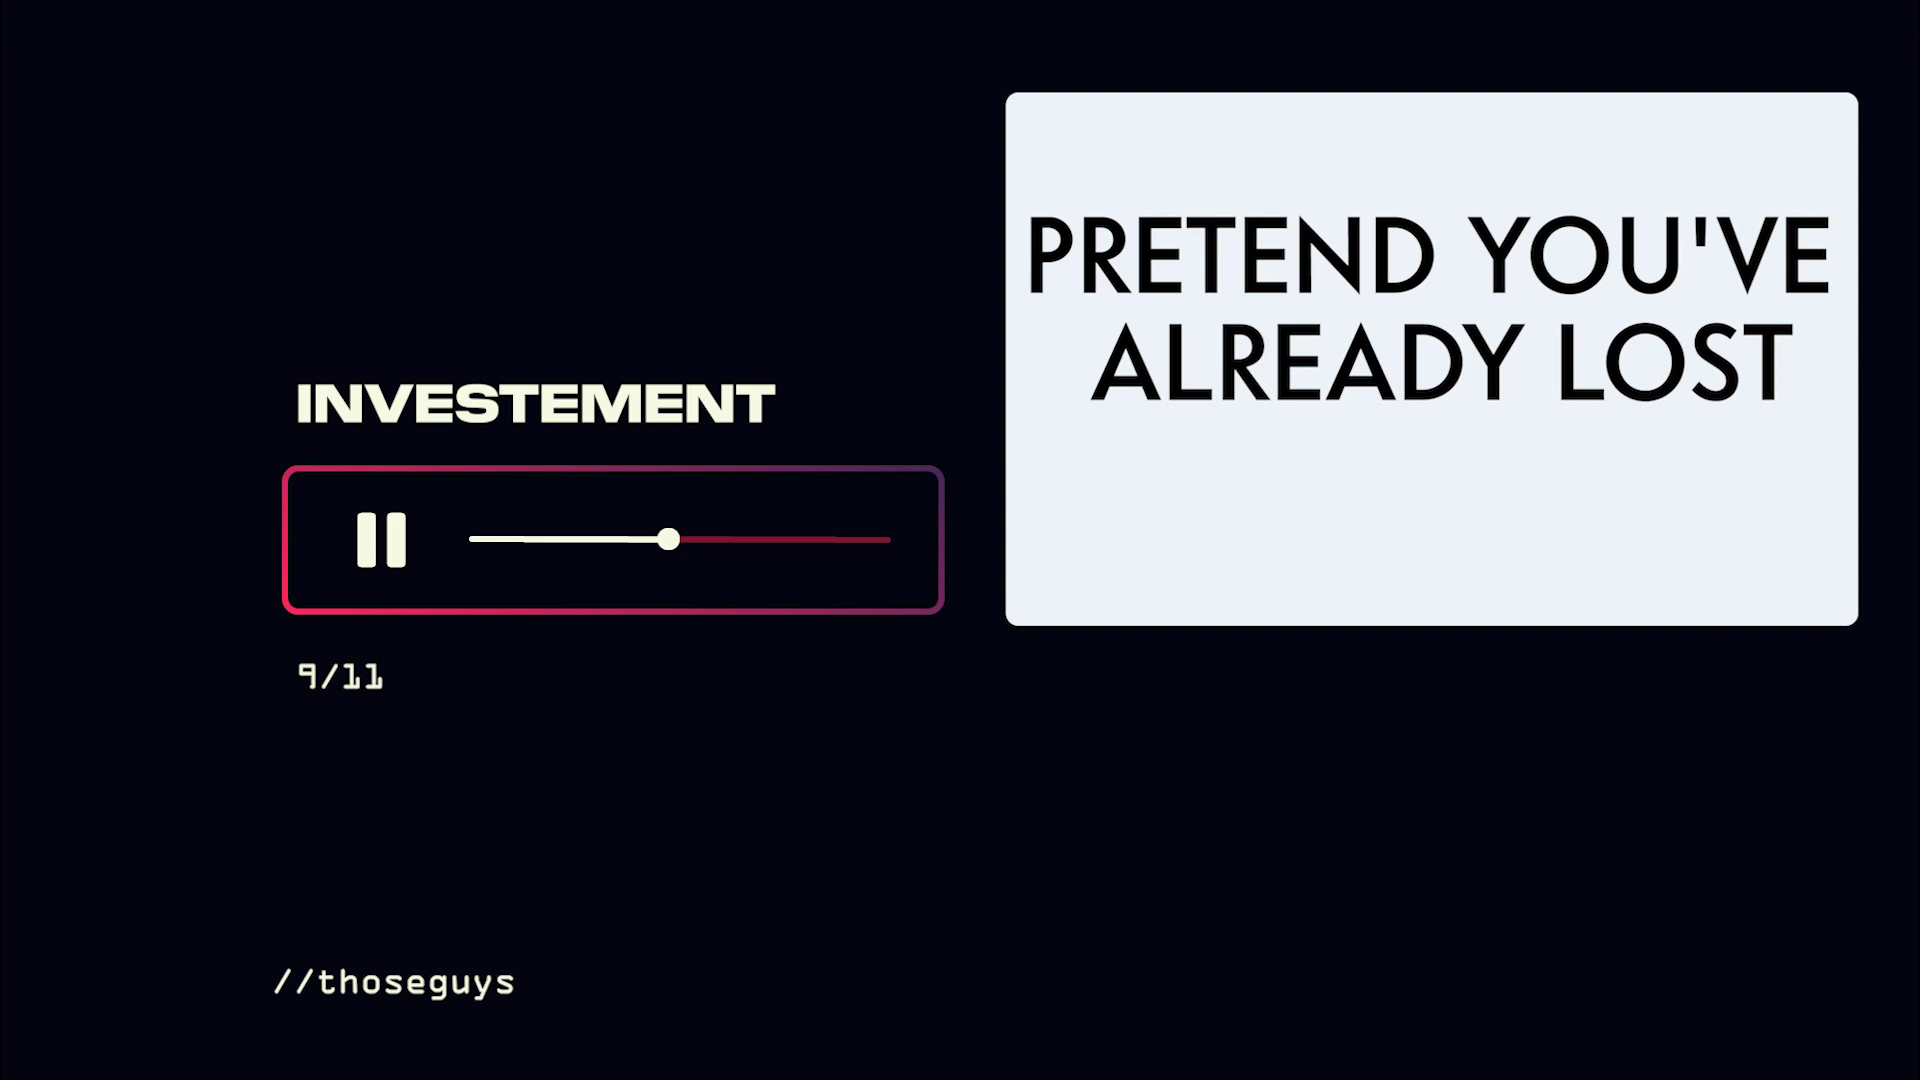 INVESTEMENT
9/11
//thoseguys
PRETEND YOU'VE
ALREADY LOST